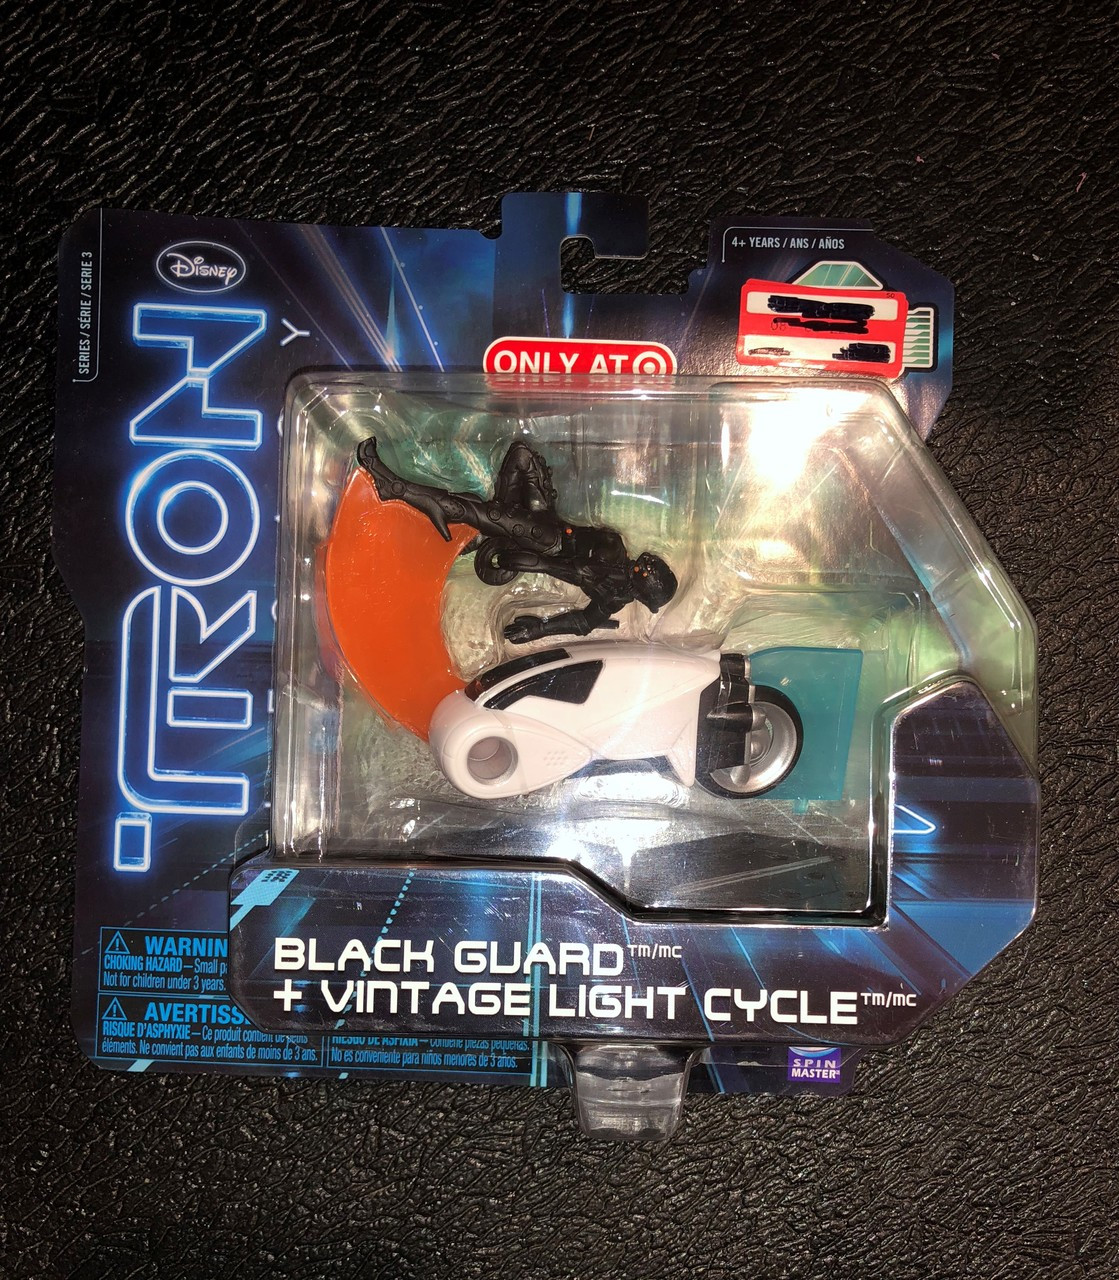 SERIES / SÉRIE / SERIE 3
Disney
TRON
4+ YEARS / ANS / AÑOS
ONLY AT
BLACK GUARD™/MC
+ VINTAGE LIGHT CYCLE™/MC
WARNIN
CHOKING HAZARD — Small p
Not for children under 3 years.
AVERTISS
RISQUE D'ASPHYXIE — Ce produit contient de petits
éléments. Ne convient pas aux enfants de moins de 3 ans.
RIESGO DE ASFIXIA — Contiene piezas pequeñas.
No es conveniente para niños menores de 3 años.
SPIN
MASTER